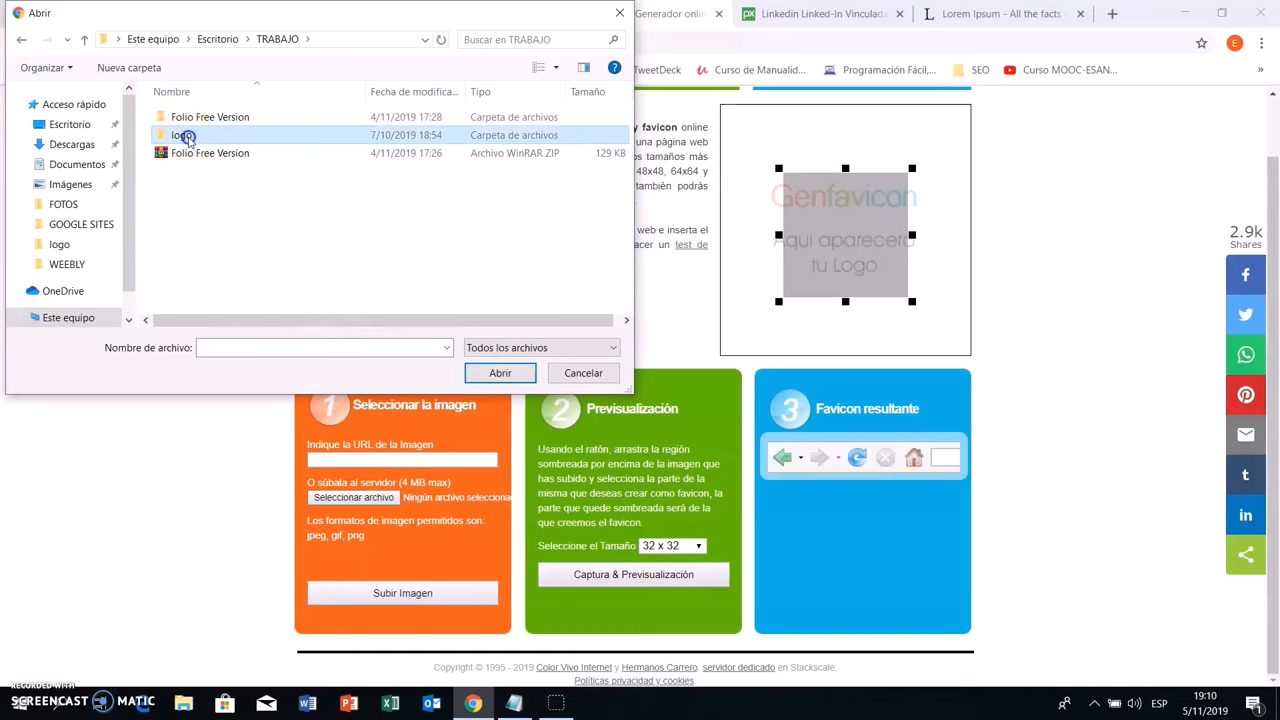 Abrir
Generador onlin
Linkedin Linked-In Vinculada
Lorem Ipsum - All the facts -
Este equipo
Escritorio
TRABAJO
Buscar en TRABAJO
E
TweetDeck
Curso de Manualid...
Programación Fácil,...
SEO
Curso MOOC-ESAN...
»
Organizar
Nueva carpeta
Nombre
Fecha de modifica...
Tipo
Tamaño
Acceso rápido
Escritorio
Descargas
Documentos
Imágenes
FOTOS
GOOGLE SITES
logo
WEEBLY
OneDrive
Este equipo
Folio Free Version
4/11/2019 17:28
Carpeta de archivos
logo
7/10/2019 18:54
Carpeta de archivos
Folio Free Version
4/11/2019 17:26
Archivo WinRAR ZIP
129 KB
Nombre de archivo:
Todos los archivos
Abrir
Cancelar
y favicon online
una página web
os tamaños más
48x48, 64x64 y
también podrás
web e inserta el
acer un test de
Genfavicon
Aqui aparecera
tu Logo
2.9k
Shares
1 Seleccionar la imagen
Indique la URL de la Imagen
O súbala al servidor (4 MB max)
Seleccionar archivo Ningún archivo selecciona
Los formatos de imagen permitidos son:
jpeg, gif, png
Subir Imagen
2 Previsualización
Usando el ratón, arrastra la región
sombreada por encima de la imagen que
has subido y selecciona la parte de la
misma que deseas crear como favicon, la
parte que quede sombreada será de la
que creemos el favicon.
Seleccione el Tamaño 32 x 32
Captura & Previsualización
3 Favicon resultante
Copyright © 1995 - 2019 Color Vivo Internet y Hermanos Carrero, servidor dedicado en Stackscale.
Políticas privacidad y cookies.
RECORDED WITH
SCREENCAST MATIC
ESP
19:10
5/11/2019